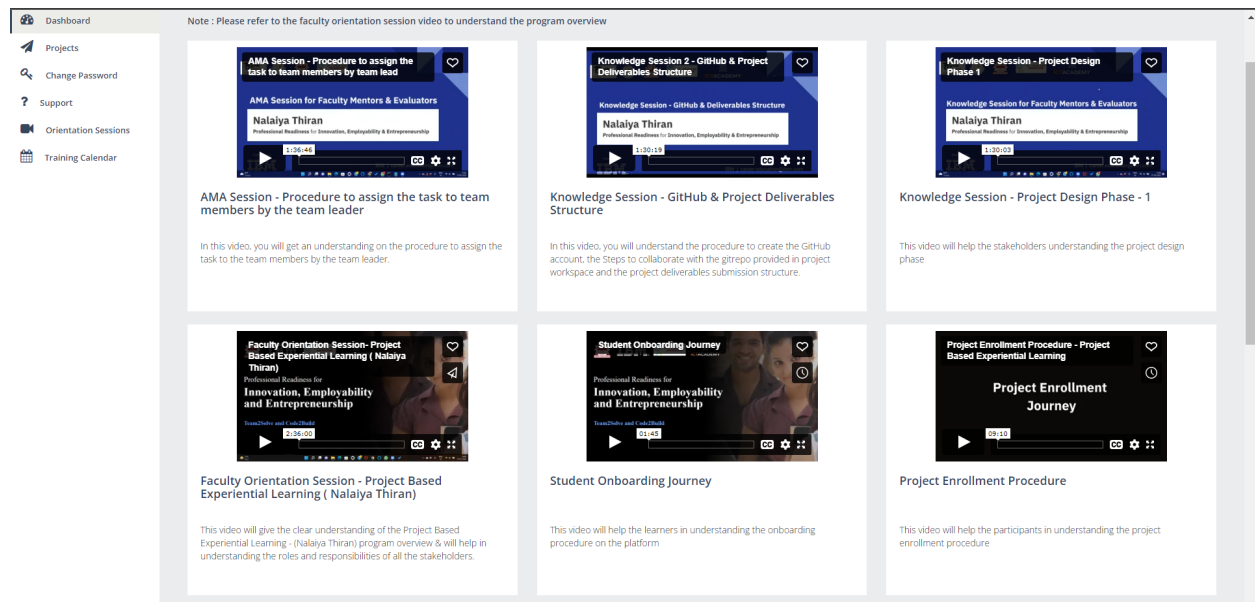 Dashboard
Projects
Change Password
Support
Orientation Sessions
Training Calendar
Note : Please refer to the faculty orientation session video to understand the program overview
AMA Session - Procedure to assign the
task to team members by team lead
AMA Session for Faculty Mentors & Evaluators
Nalaiya Thiran
Professional Readiness for Innovation, Employability & Entrepreneurship
1:36:46
CC
AMA Session - Procedure to assign the task to team
members by the team leader
In this video, you will get an understanding on the procedure to assign the
task to the team members by the team leader.
Knowledge Session 2 - GitHub & Project
Deliverables Structure
Knowledge Session - GitHub & Deliverables Structure
Nalaiya Thiran
Professional Readiness for Innovation, Employability & Entrepreneurship
1:30:19
CC
Knowledge Session - GitHub & Project Deliverables
Structure
In this video, you will understand the procedure to create the GitHub
account, the Steps to collaborate with the gitrepo provided in project
workspace and the project deliverables submission structure.
Knowledge Session - Project Design
Phase 1
Knowledge Session for Faculty Mentors & Evaluators
Nalaiya Thiran
Professional Readiness for Innovation, Employability & Entrepreneurship
1:30:03
CC
Knowledge Session - Project Design Phase - 1
This video will help the stakeholders understanding the project design
phase
Faculty Orientation Session- Project
Based Experiential Learning ( Nalaiya
Thiran)
Professional Readiness for
Innovation, Employability
and Entrepreneurship
Team2Solve and Code2Build
2:36:00
CC
Faculty Orientation Session - Project Based
Experiential Learning ( Nalaiya Thiran)
This video will give the clear understanding of the Project Based
Experiential Learning - (Nalaiya Thiran) program overview & will help in
understanding the roles and responsibilities of all the stakeholders.
Student Onboarding Journey
Professional Readiness for
Innovation, Employability
and Entrepreneurship
Team2Solve and Code2Build
01:45
CC
Student Onboarding Journey
This video will help the learners in understanding the onboarding
procedure on the platform
Project Enrollment Procedure - Project
Based Experiential Learning
Project Enrollment
Journey
09:10
CC
Project Enrollment Procedure
This video will help the participants in understanding the project
enrollment procedure